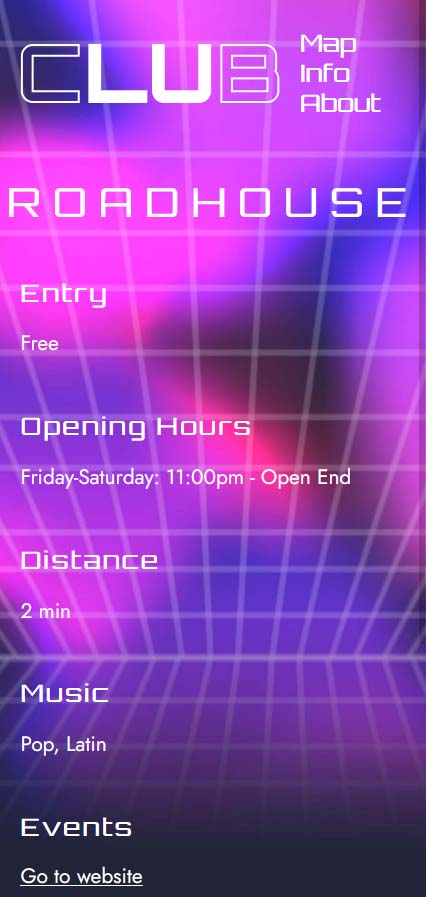 CLUB
Map
Info
About
ROADHOUSE
Entry
Free
Opening Hours
Friday-Saturday: 11:00pm - Open End
Distance
2 min
Music
Pop, Latin
Events
Go to website